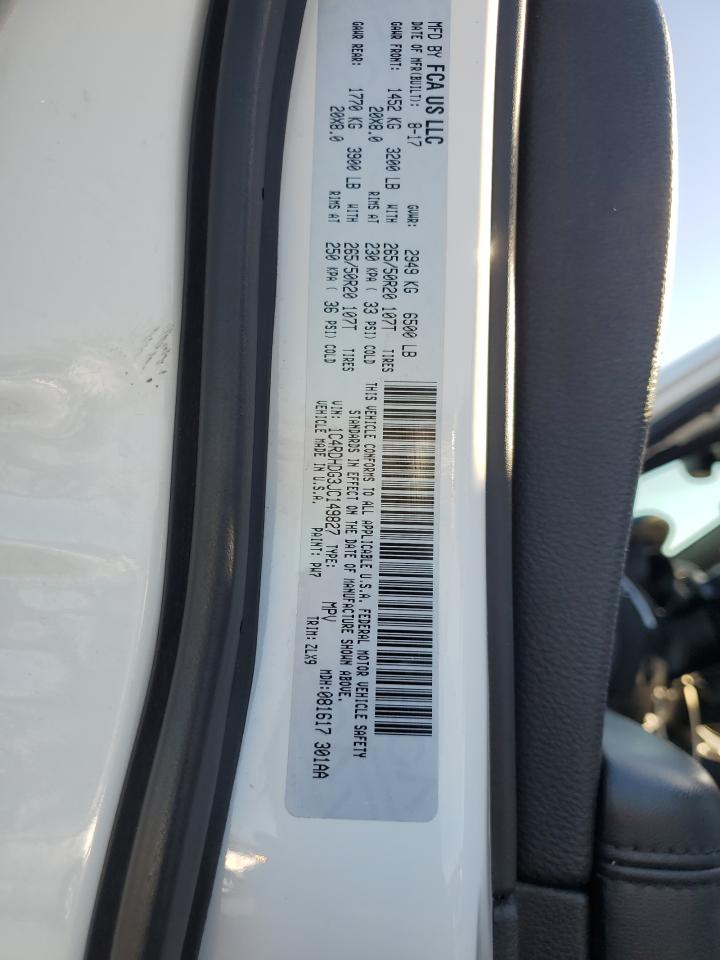 MFD BY FCA US LLC
DATE OF MFR(BUILT): 8-17 GVWR: 2949 KG 6500 LB
GAWR FRONT: 1452 KG 3200 LB WITH 265/50R20 107T TIRES
20X8.0 RIMS AT 230 KPA ( 33 PSI) COLD
GAWR REAR: 1770 KG 3900 LB WITH 265/50R20 107T TIRES
20X8.0 RIMS AT 250 KPA ( 36 PSI) COLD
THIS VEHICLE CONFORMS TO ALL APPLICABLE U.S.A. FEDERAL MOTOR VEHICLE SAFETY
STANDARDS IN EFFECT ON THE DATE OF MANUFACTURE SHOWN ABOVE.
VIN: 1C4RDHDG3JC149827 TYPE: MPV MDH:081617 301AA
VEHICLE MADE IN U.S.A. PAINT: PW7 TRIM: ZLX9